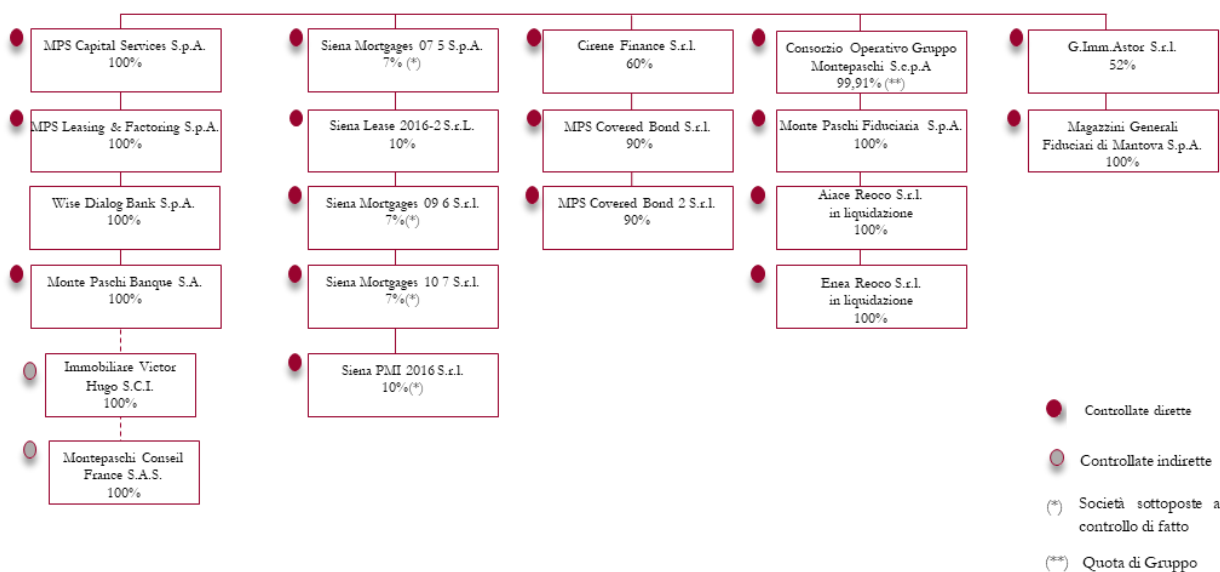 MPS Capital Services S.p.A.
100%
MPS Leasing & Factoring S.p.A.
100%
Wise Dialog Bank S.p.A.
100%
Monte Paschi Banque S.A.
100%
Immobiliare Victor
Hugo S.C.I.
100%
Montepaschi Conseil
France S.A.S.
100%
Siena Mortgages 07 5 S.p.A.
7% (*)
Siena Lease 2016-2 S.r.L.
10%
Siena Mortgages 09 6 S.r.l.
7%(*)
Siena Mortgages 10 7 S.r.l.
7%(*)
Siena PMI 2016 S.r.l.
10%(*)
Cirene Finance S.r.l.
60%
MPS Covered Bond S.r.l.
90%
MPS Covered Bond 2 S.r.l.
90%
Consorzio Operativo Gruppo
Montepaschi S.c.p.A
99,91% (**)
Monte Paschi Fiduciaria S.p.A.
100%
Aiace Reoco S.r.l.
in liquidazione
100%
Enea Reoco S.r.l.
in liquidazione
100%
G.Imm.Astor S.r.l.
52%
Magazzini Generali
Fiduciari di Mantova S.p.A.
100%
Controllate dirette
Controllate indirette
(*) Società sottoposte a
controllo di fatto
(**) Quota di Gruppo